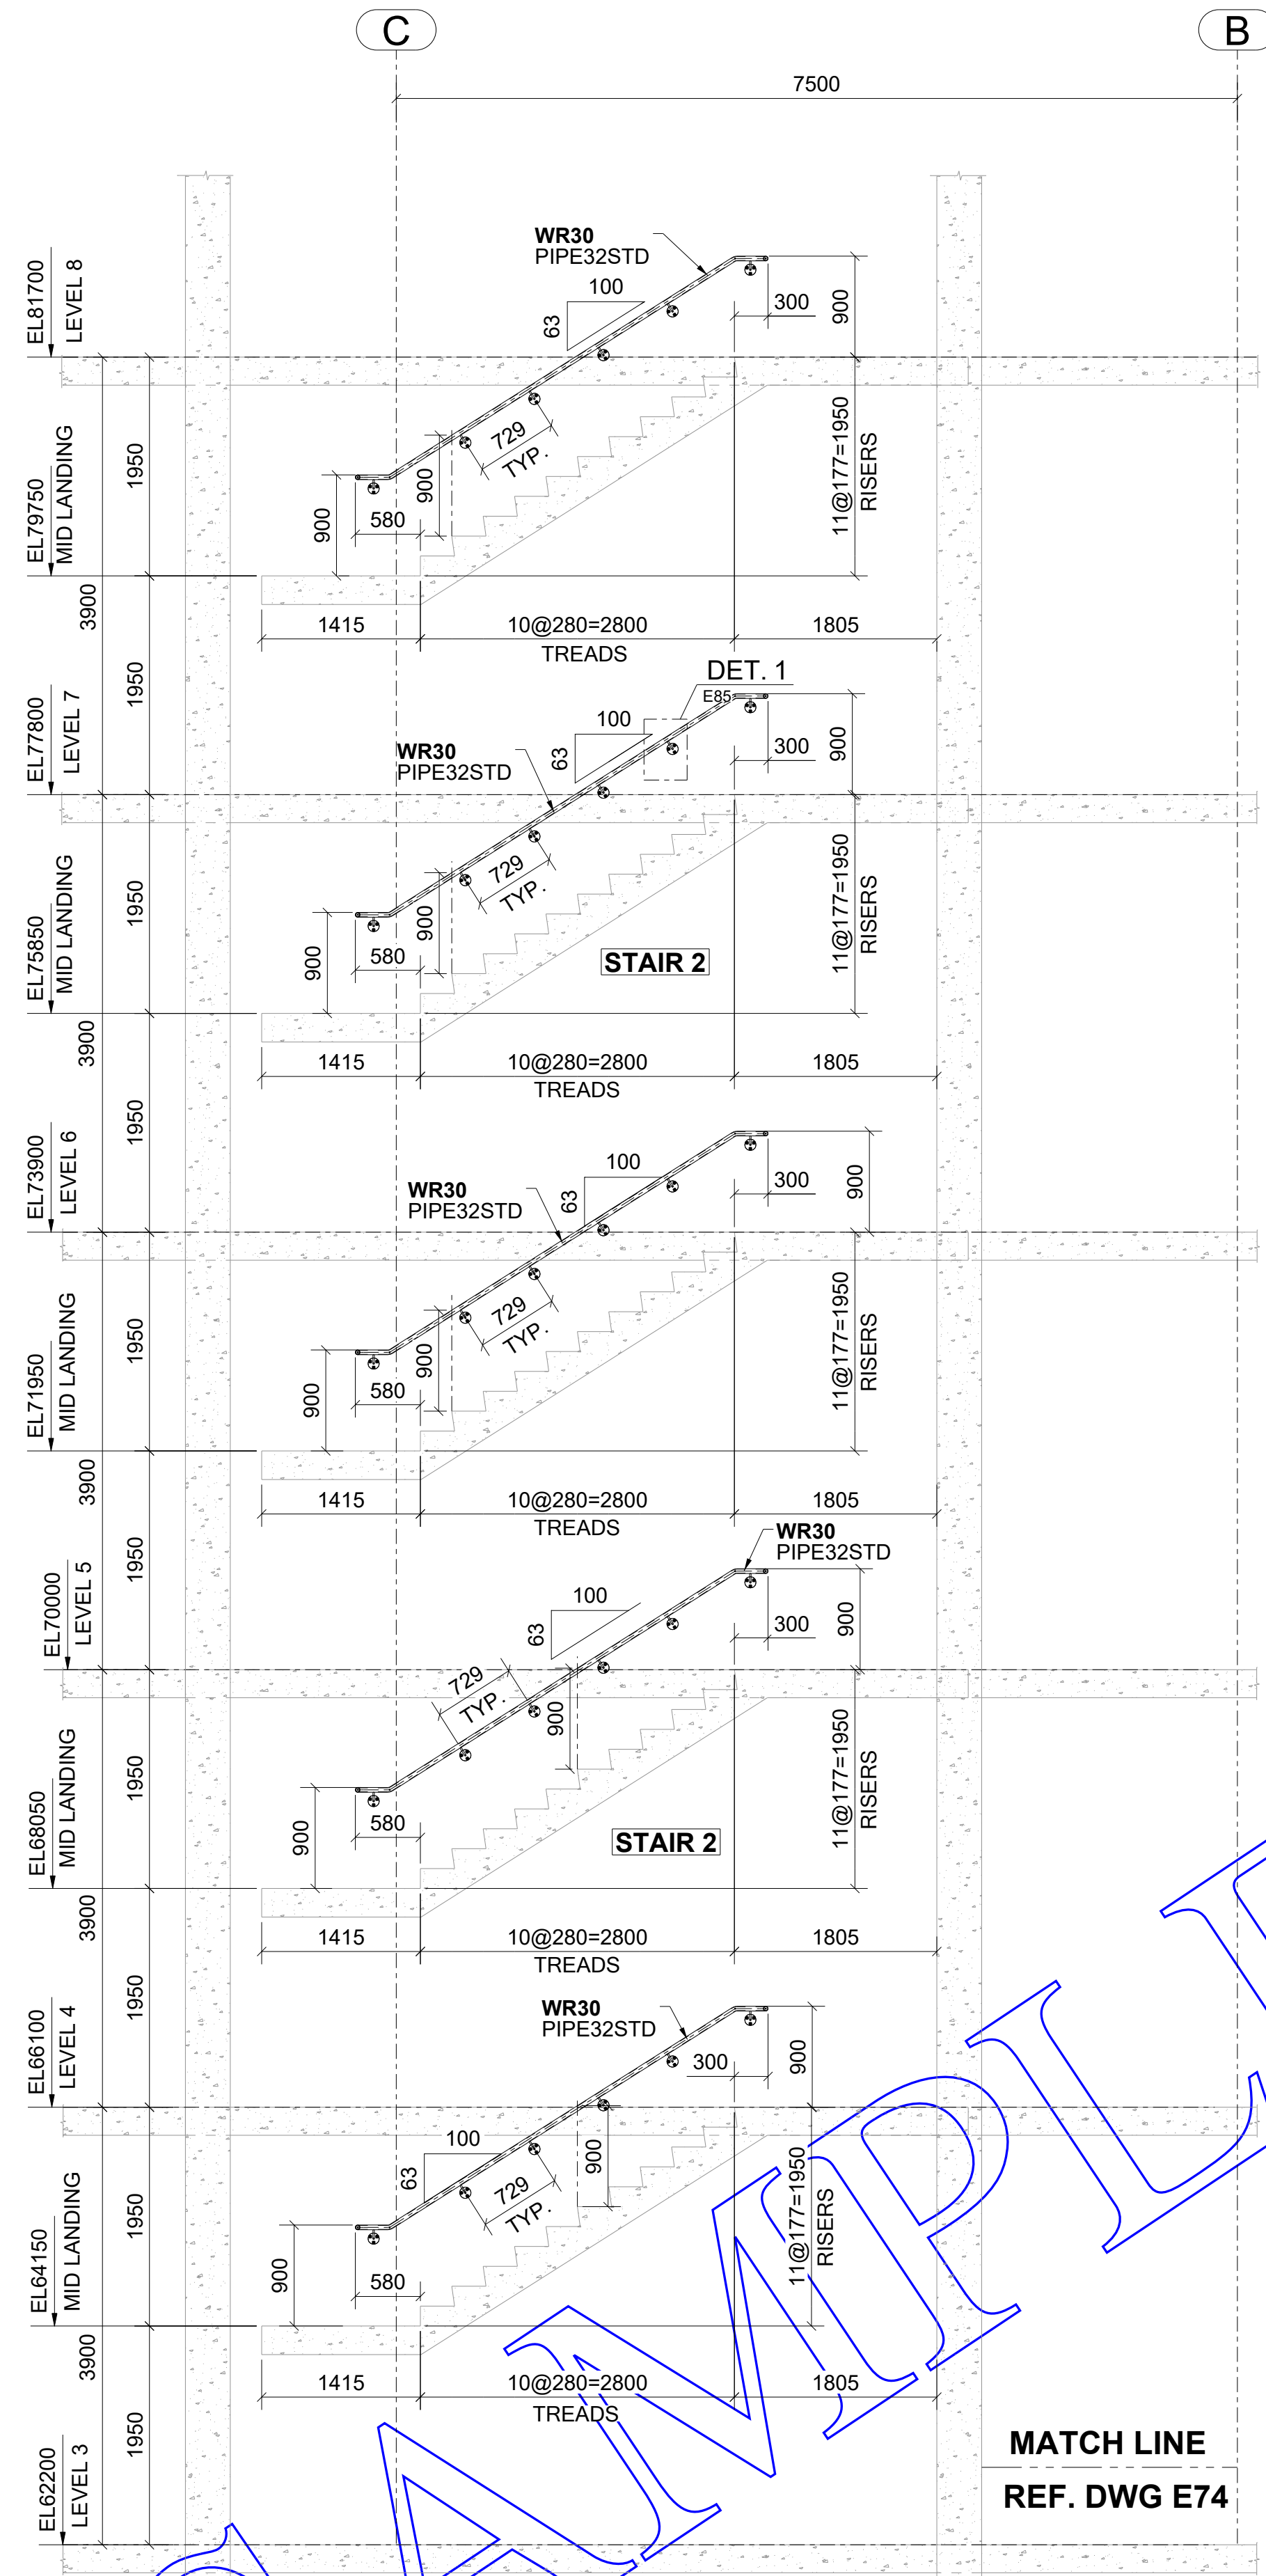 C
B
7500
WR30
PIPE32STD
100
63
300
900
EL81700
LEVEL 8
729
TYP.
900
580
900
1950
11@177=1950
RISERS
EL79750
MID LANDING
3900
1415
10@280=2800
TREADS
1805
1950
DET. 1
E85
WR30
PIPE32STD
100
63
300
900
EL77800
LEVEL 7
729
TYP.
900
580
900
1950
11@177=1950
RISERS
STAIR 2
EL75850
MID LANDING
3900
1415
10@280=2800
TREADS
1805
1950
WR30
PIPE32STD
100
63
300
900
EL73900
LEVEL 6
729
TYP.
900
580
900
1950
11@177=1950
RISERS
EL71950
MID LANDING
3900
1415
10@280=2800
TREADS
1805
1950
WR30
PIPE32STD
100
63
300
900
EL70000
LEVEL 5
729
TYP.
900
580
900
1950
11@177=1950
RISERS
STAIR 2
EL68050
MID LANDING
3900
1415
10@280=2800
TREADS
1805
1950
WR30
PIPE32STD
300
900
EL66100
LEVEL 4
100
63
729
TYP.
900
580
900
1950
11@177=1950
RISERS
EL64150
MID LANDING
3900
1415
10@280=2800
TREADS
1805
1950
EL62200
LEVEL 3
MATCH LINE
REF. DWG E74
SAMPLE